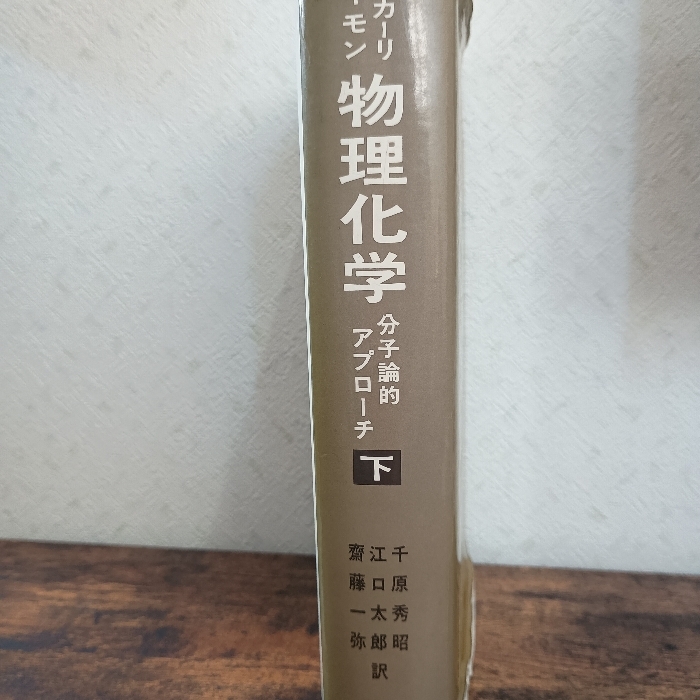 カーリ
イモン
物理化学
分子論的
アプローチ
下
千原秀昭
江口太郎
齋藤一弥
訳